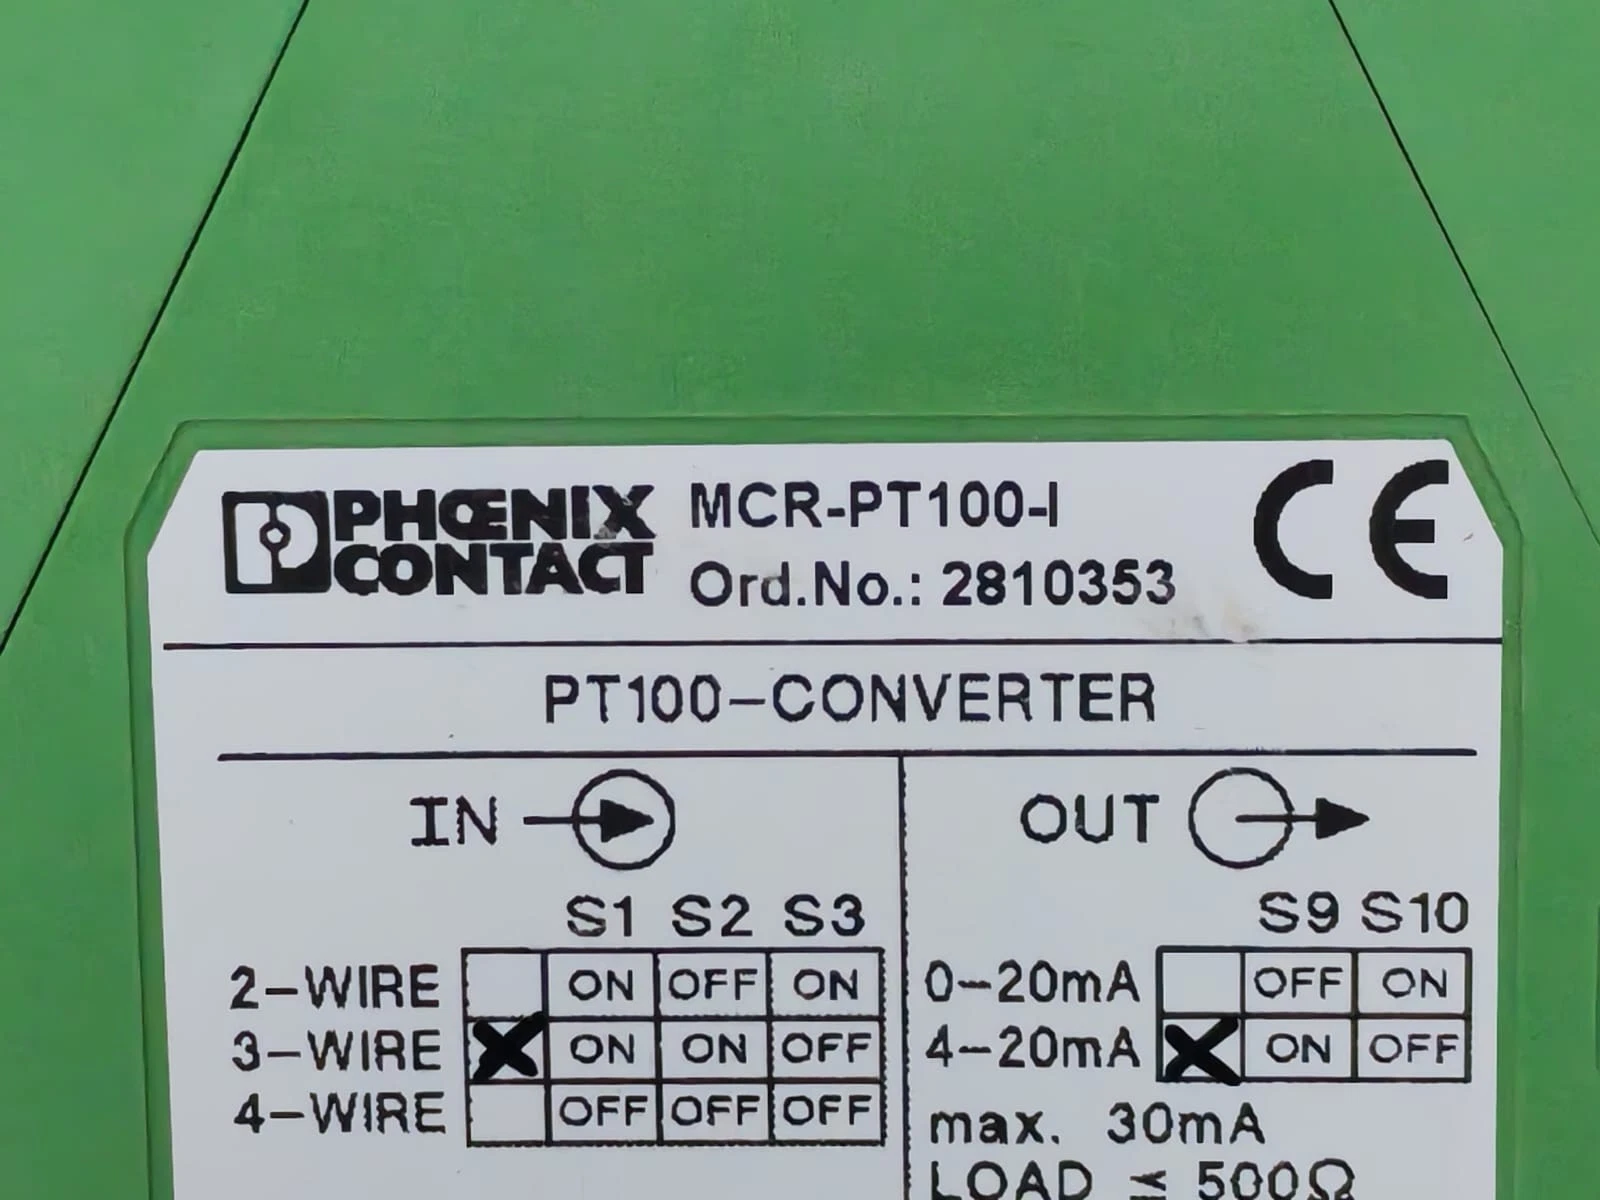 PHŒNIX CONTACT
MCR-PT100-I
Ord.No.: 2810353
CE
PT100-CONVERTER
IN
S1 S2 S3
2-WIRE ON OFF ON
3-WIRE X ON ON OFF
4-WIRE OFF OFF OFF
OUT
S9 S10
0-20mA OFF ON
4-20mA X ON OFF
max. 30mA
LOAD ≤ 500Ω